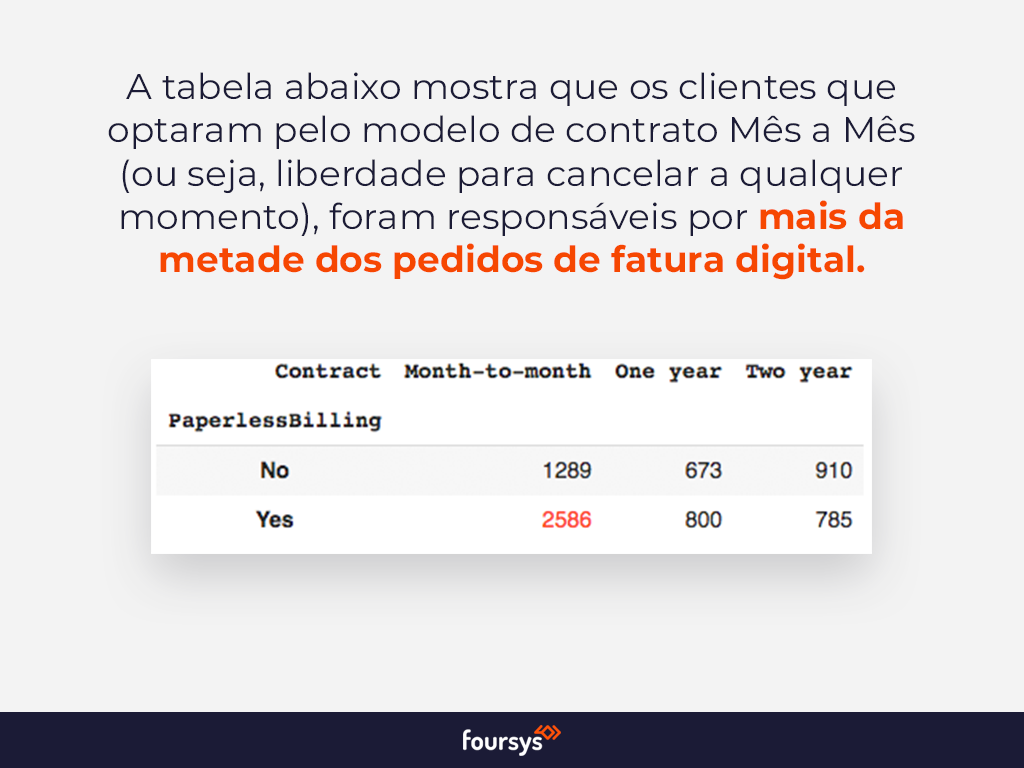 A tabela abaixo mostra que os clientes que
optaram pelo modelo de contrato Mês a Mês
(ou seja, liberdade para cancelar a qualquer
momento), foram responsáveis por mais da
metade dos pedidos de fatura digital.
Contract Month-to-month One year Two year
PaperlessBilling
No 1289 673 910
Yes 2586 800 785
foursys